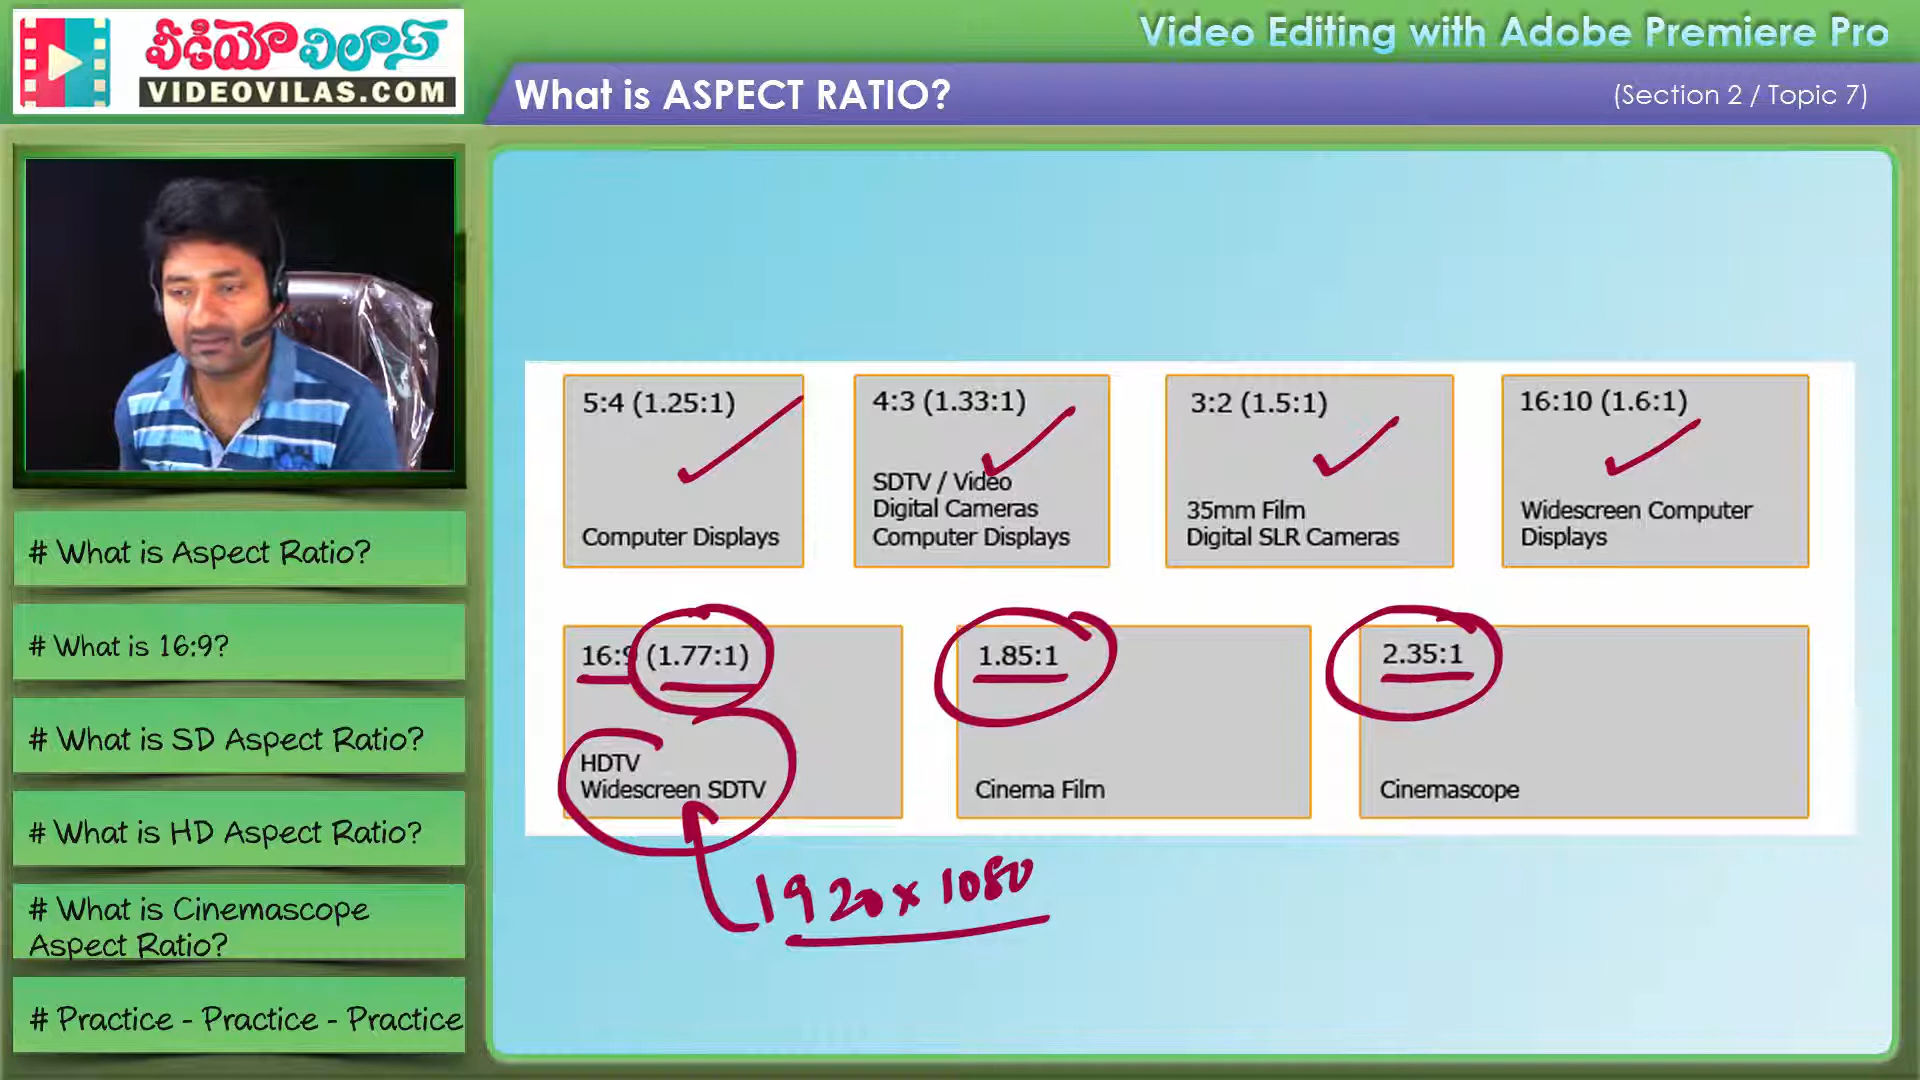 వీడియో విలాస్
VIDEOVILAS.COM
Video Editing with Adobe Premiere Pro
What is ASPECT RATIO?
(Section 2 / Topic 7)
# What is Aspect Ratio?
# What is 16:9?
# What is SD Aspect Ratio?
# What is HD Aspect Ratio?
# What is Cinemascope
Aspect Ratio?
# Practice - Practice - Practice
5:4 (1.25:1)
Computer Displays
4:3 (1.33:1)
SDTV / Video
Digital Cameras
Computer Displays
3:2 (1.5:1)
35mm Film
Digital SLR Cameras
16:10 (1.6:1)
Widescreen Computer
Displays
16:9 (1.77:1)
HDTV
Widescreen SDTV
1.85:1
Cinema Film
2.35:1
Cinemascope
1920x1080